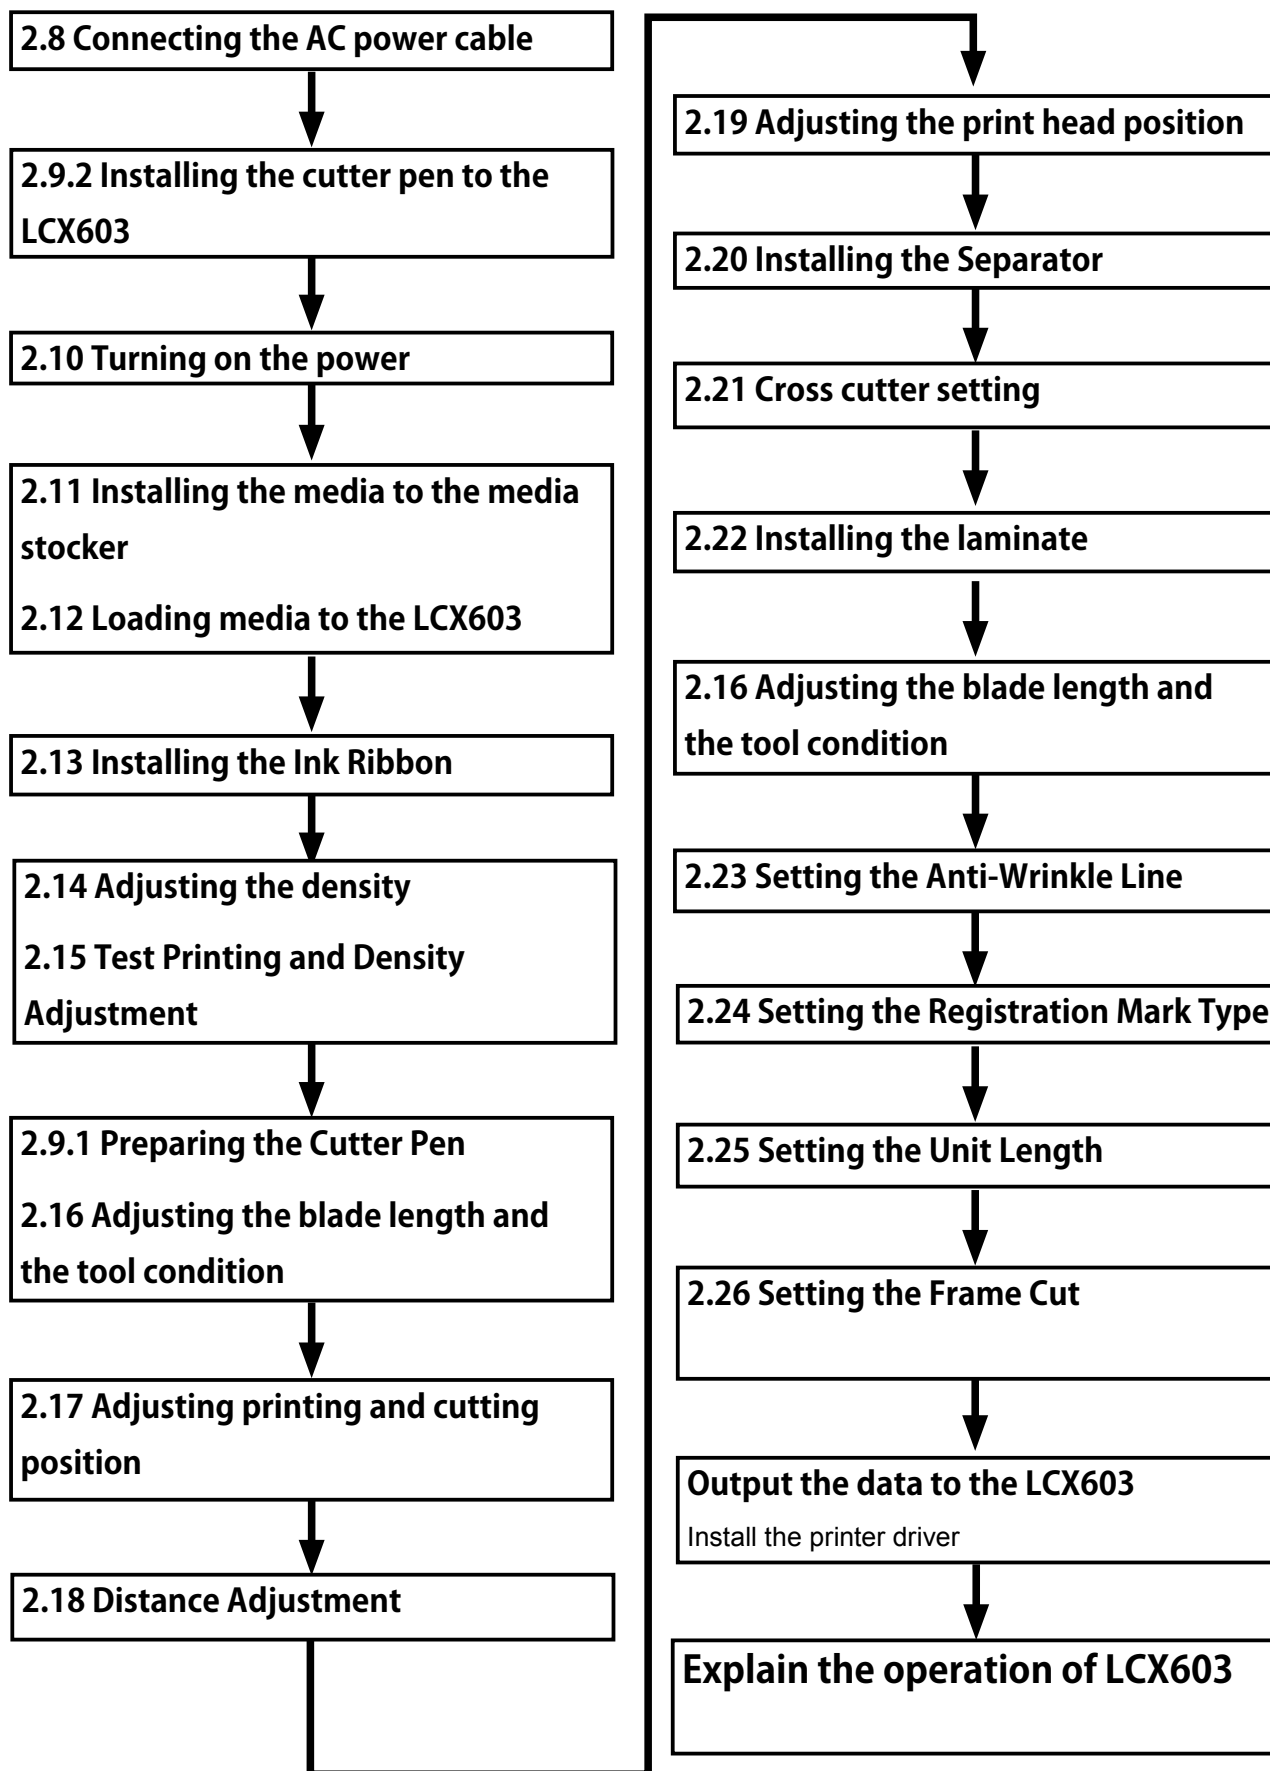 2.8 Connecting the AC power cable
2.9.2 Installing the cutter pen to the
LCX603
2.10 Turning on the power
2.11 Installing the media to the media
stocker
2.12 Loading media to the LCX603
2.13 Installing the Ink Ribbon
2.14 Adjusting the density
2.15 Test Printing and Density
Adjustment
2.9.1 Preparing the Cutter Pen
2.16 Adjusting the blade length and
the tool condition
2.17 Adjusting printing and cutting
position
2.18 Distance Adjustment
2.19 Adjusting the print head position
2.20 Installing the Separator
2.21 Cross cutter setting
2.22 Installing the laminate
2.16 Adjusting the blade length and
the tool condition
2.23 Setting the Anti-Wrinkle Line
2.24 Setting the Registration Mark Type
2.25 Setting the Unit Length
2.26 Setting the Frame Cut
Output the data to the LCX603
Install the printer driver
Explain the operation of LCX603